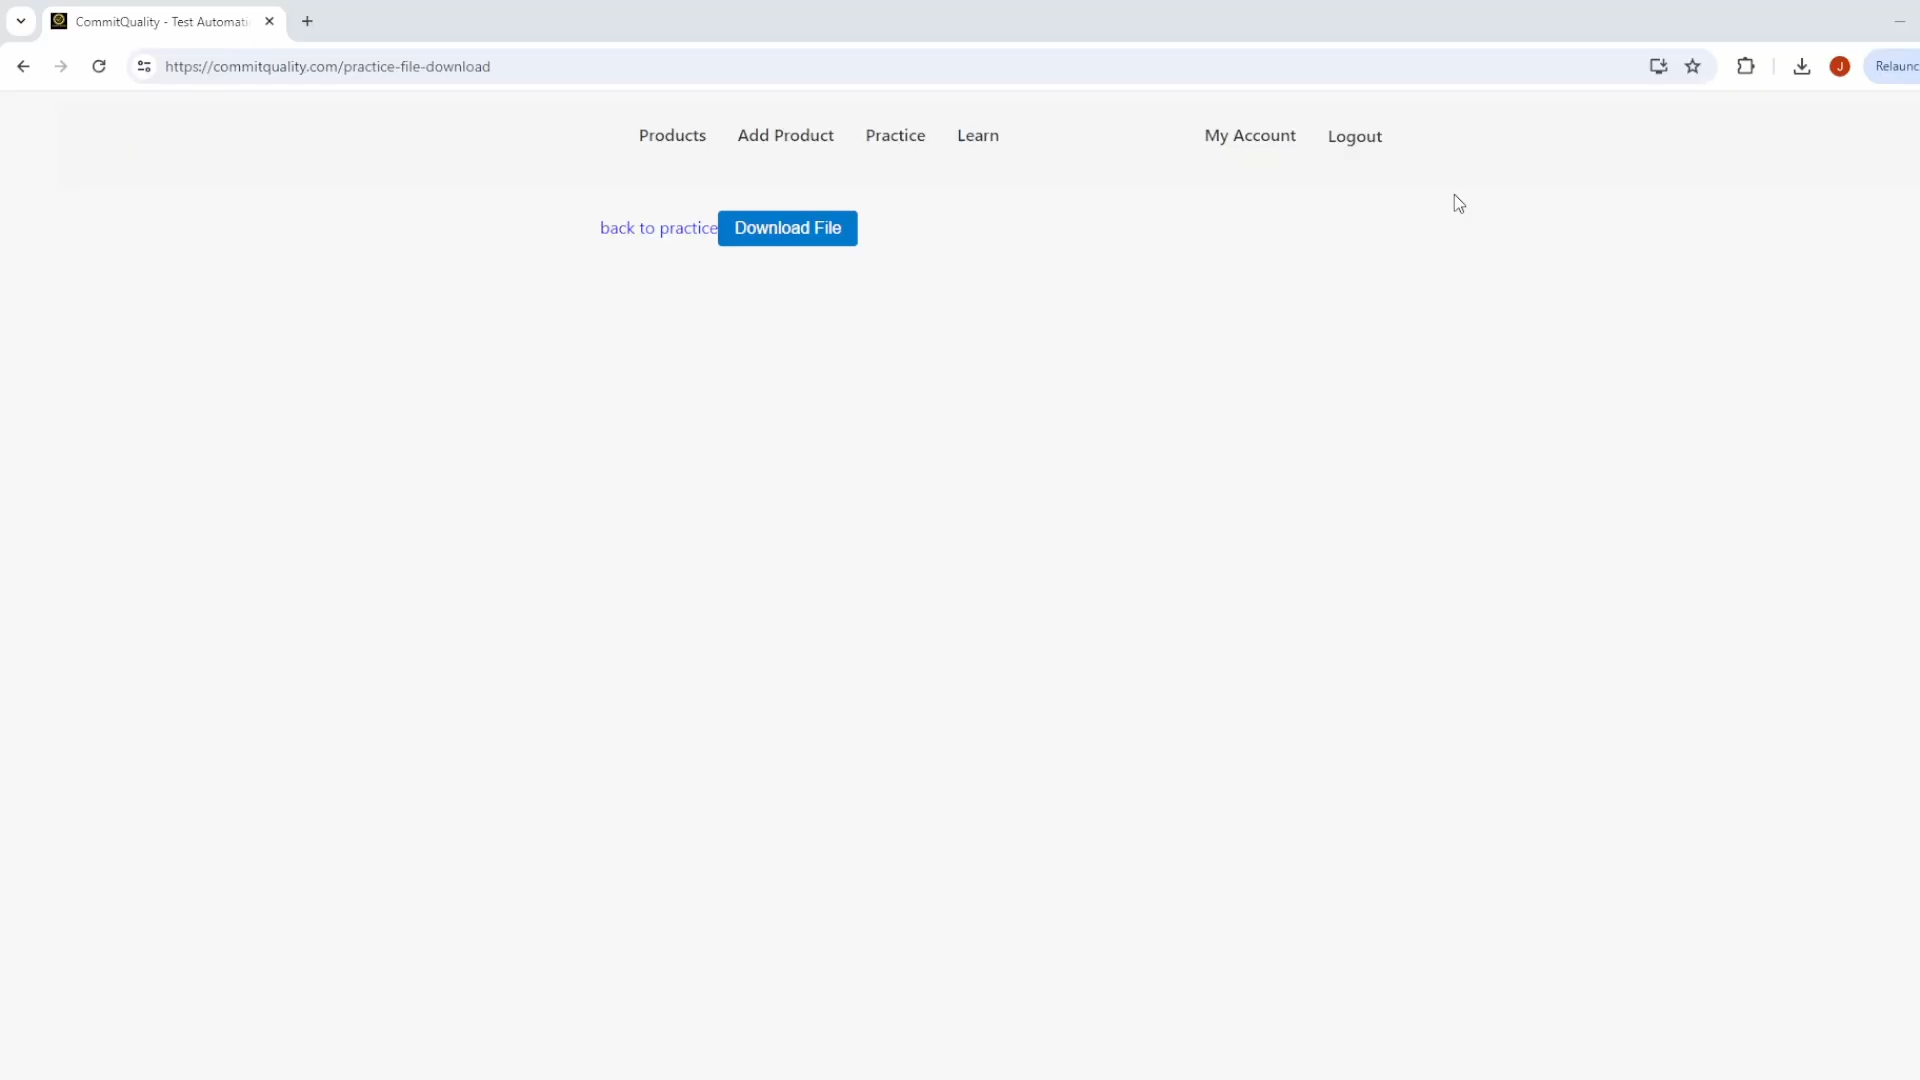 CommitQuality - Test Automati
https://commitquality.com/practice-file-download
J
Relaunc
Products Add Product Practice Learn My Account Logout
back to practice Download File